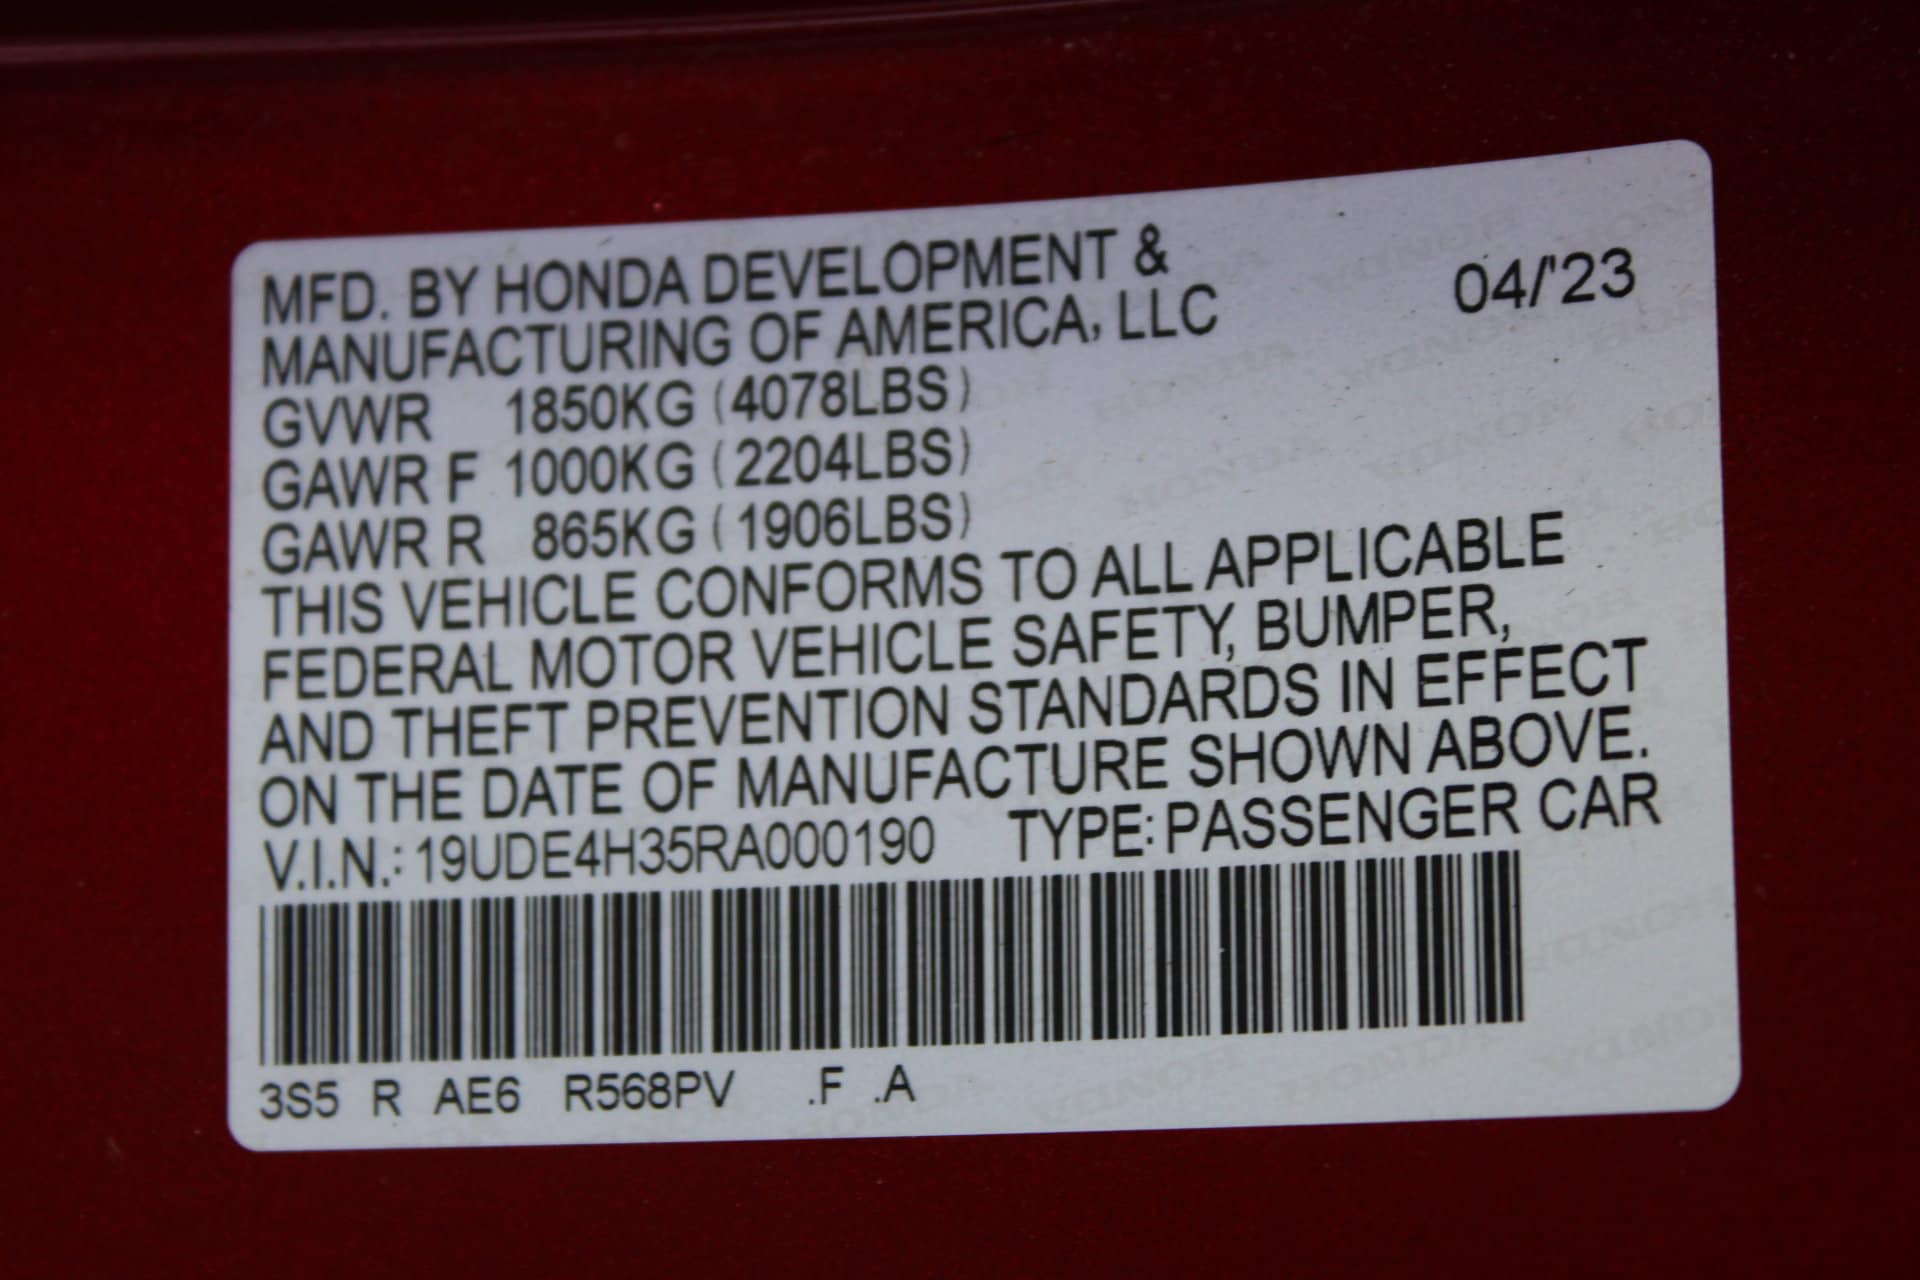 MFD. BY HONDA DEVELOPMENT &
MANUFACTURING OF AMERICA, LLC
04/'23
GVWR 1850KG (4078LBS)
GAWR F 1000KG (2204LBS)
GAWR R 865KG (1906LBS)
THIS VEHICLE CONFORMS TO ALL APPLICABLE
FEDERAL MOTOR VEHICLE SAFETY, BUMPER,
AND THEFT PREVENTION STANDARDS IN EFFECT
ON THE DATE OF MANUFACTURE SHOWN ABOVE.
V.I.N.: 19UDE4H35RA000190 TYPE: PASSENGER CAR
3S5 R AE6 R568PV .F .A